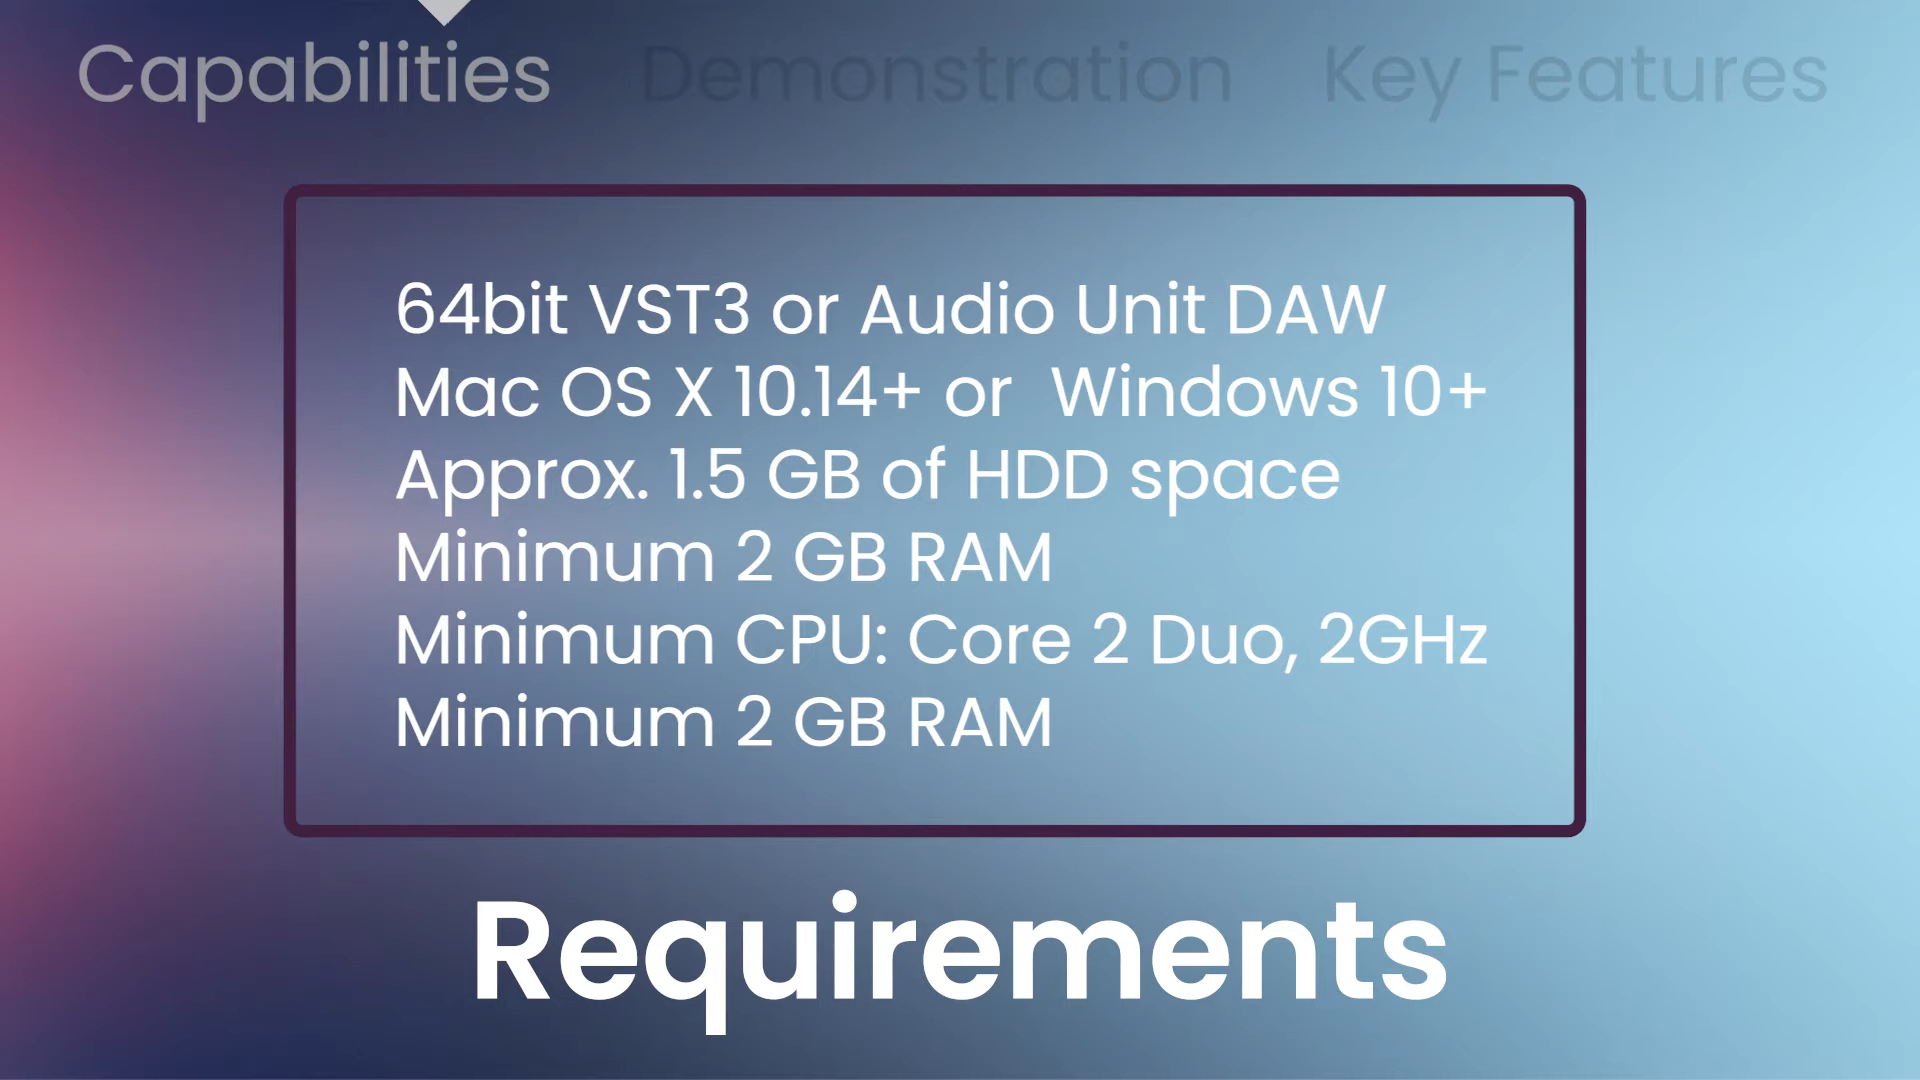 Capabilities Demonstration Key Features
64bit VST3 or Audio Unit DAW
Mac OS X 10.14+ or  Windows 10+
Approx. 1.5 GB of HDD space
Minimum 2 GB RAM
Minimum CPU: Core 2 Duo, 2GHz
Minimum 2 GB RAM
Requirements